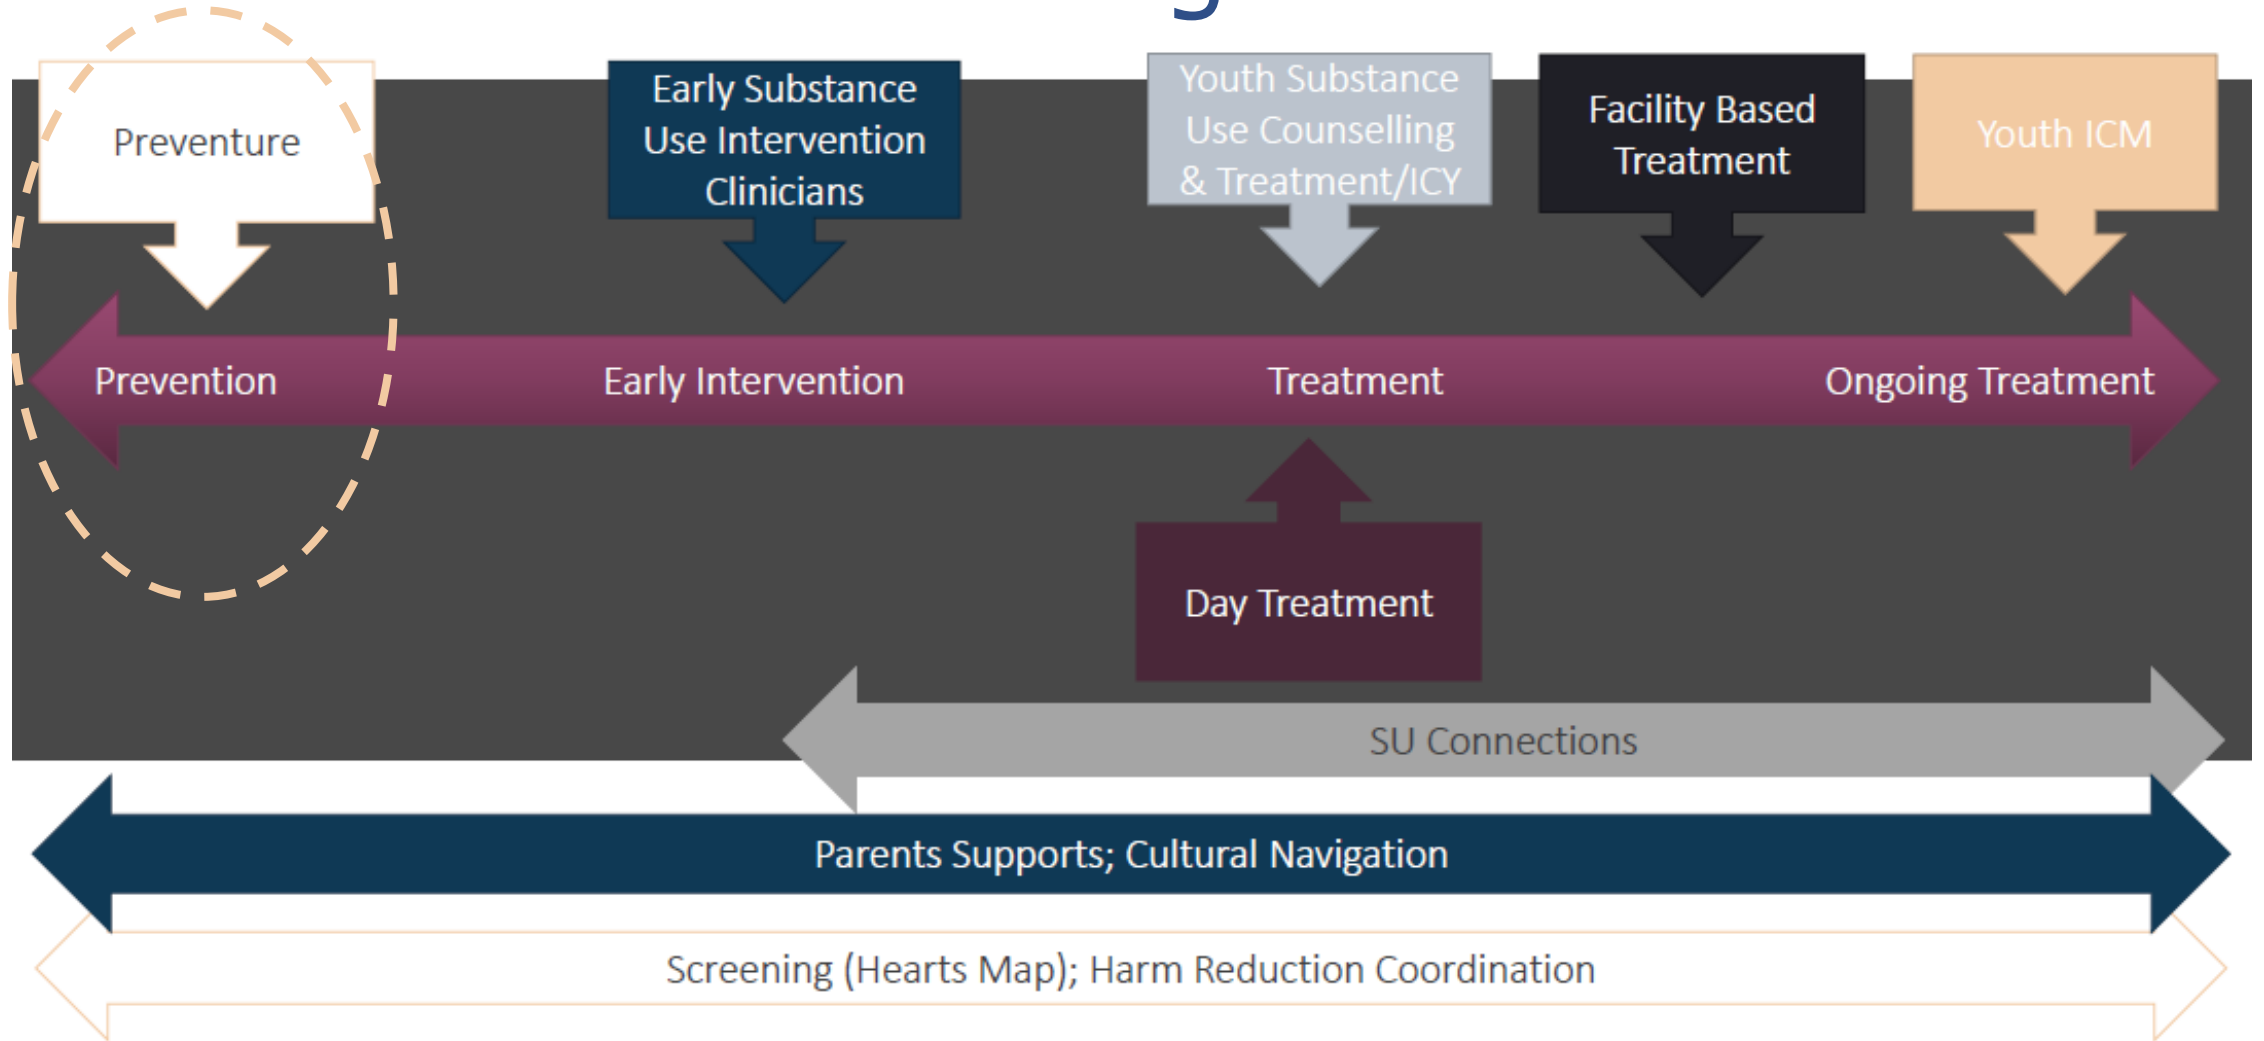 Preventure
Early Substance
Use Intervention
Clinicians
Youth Substance
Use Counselling
& Treatment/ICY
Facility Based
Treatment
Youth ICM
Prevention
Early Intervention
Treatment
Ongoing Treatment
Day Treatment
SU Connections
Parents Supports; Cultural Navigation
Screening (Hearts Map); Harm Reduction Coordination